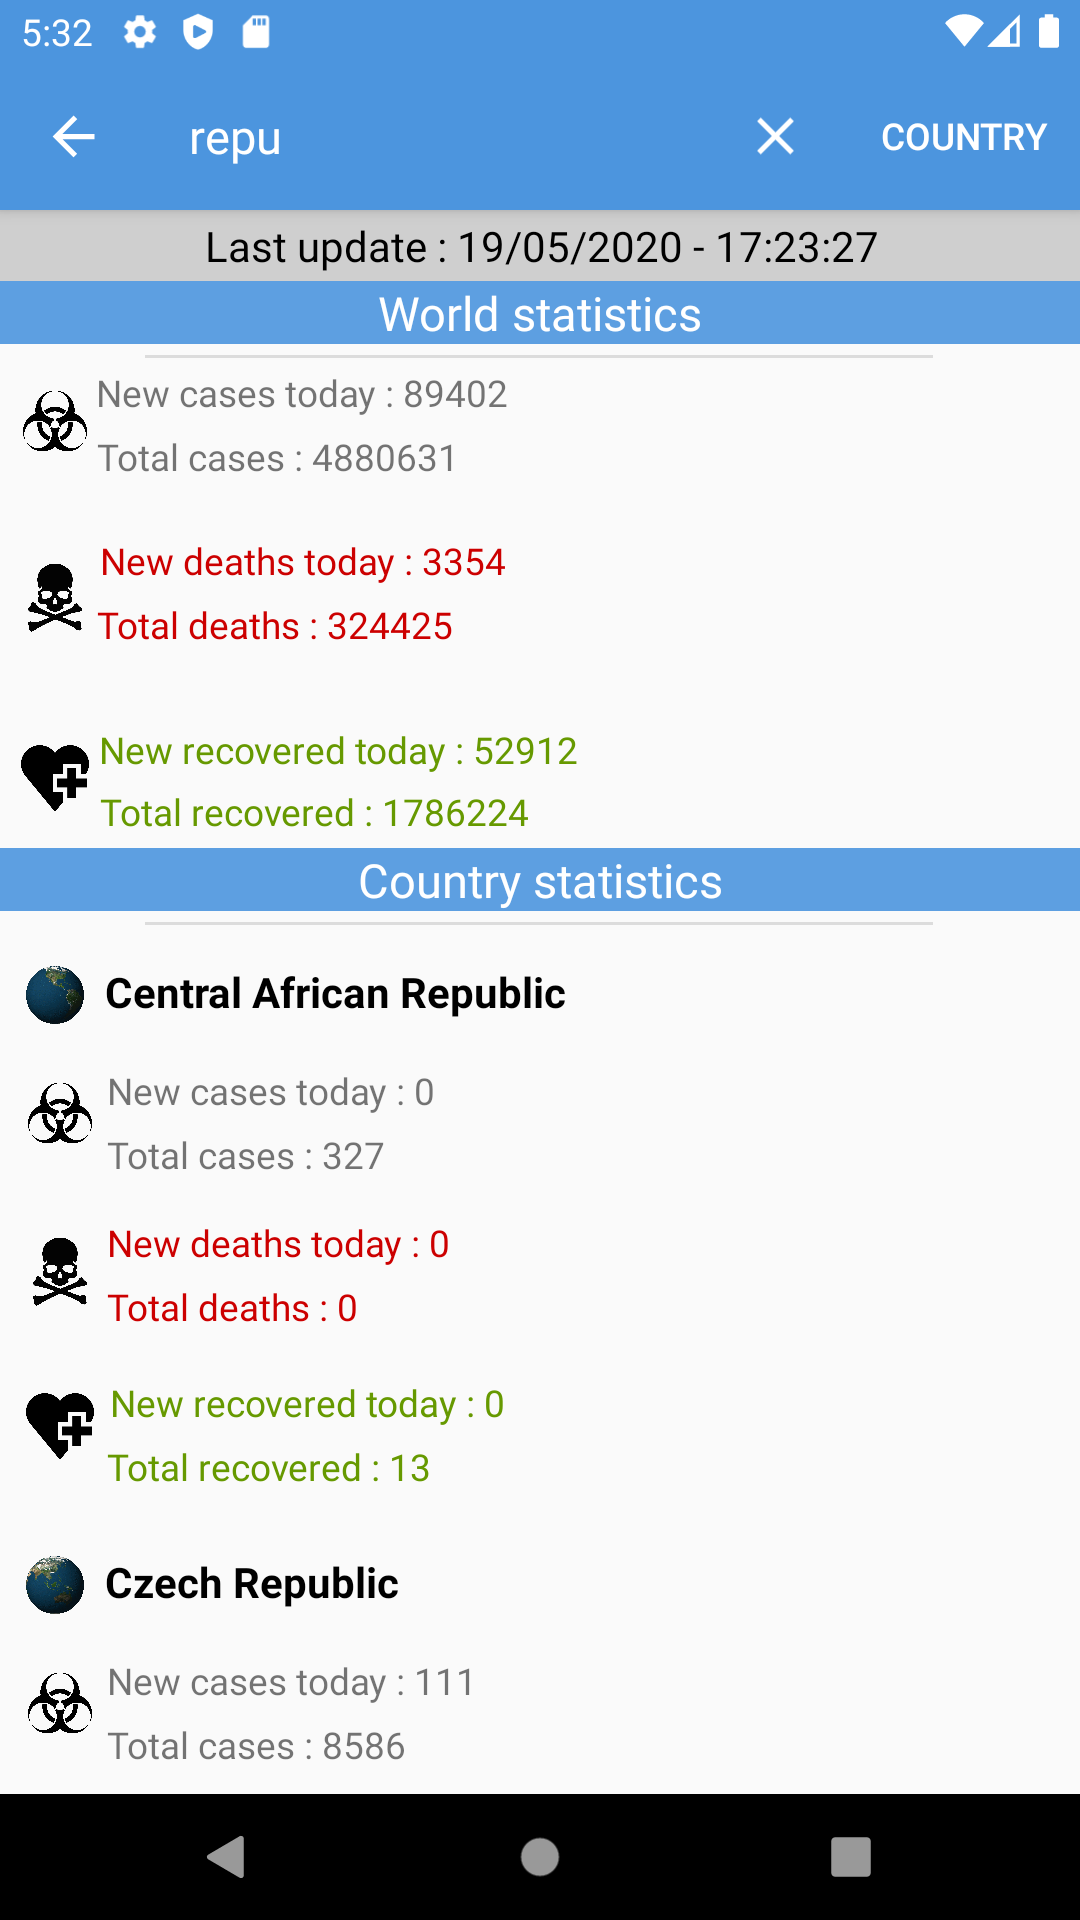 5:32
repu
COUNTRY
Last update : 19/05/2020 - 17:23:27
World statistics
New cases today : 89402
Total cases : 4880631
New deaths today : 3354
Total deaths : 324425
New recovered today : 52912
Total recovered : 1786224
Country statistics
Central African Republic
New cases today : 0
Total cases : 327
New deaths today : 0
Total deaths : 0
New recovered today : 0
Total recovered : 13
Czech Republic
New cases today : 111
Total cases : 8586